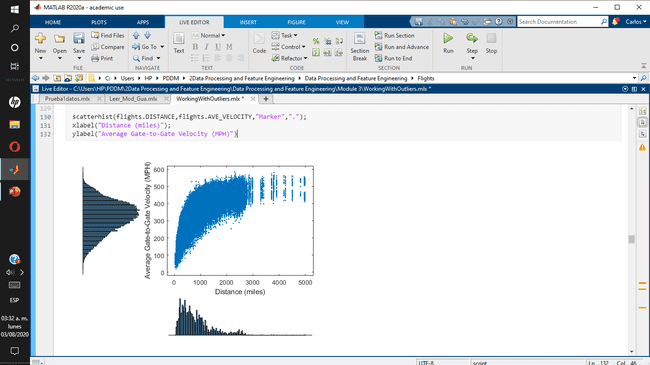 MATLAB R2020a - academic use
HOME PLOTS APPS LIVE EDITOR INSERT FIGURE VIEW
Search Documentation
Carlos
New Open Save
Find Files
Compare
Print
Go To
Find
Text
Normal
B I U M
Code
Task
Control
Refactor
Section Break
Run Section
Run and Advance
Run to End
Run Step Stop
FILE NAVIGATE TEXT CODE SECTION RUN
C: Users HP PDDM 2Data Processing and Feature Engineering Data Processing and Feature Engineering Flights
Live Editor - C:\Users\HP\PDDM\2Data Processing and Feature Engineering\Data Processing and Feature Engineering\Module 3\WorkingWithOutliers.mlx *
Prueba1datos.mlx Leer_Mod_Gua.mlx WorkingWithOutliers.mlx *
129
130 scatterhist(flights.DISTANCE,flights.AVE_VELOCITY,"Marker",".");
131 xlabel("Distance (miles)");
132 ylabel("Average Gate-to-Gate Velocity (MPH)")
Average Gate-to-Gate Velocity (MPH)
600
500
400
300
200
100
0
0 1000 2000 3000 4000 5000
Distance (miles)
ESP
03:32 a. m.
lunes
03/08/2020
UTF-8 script Ln 132 Col 46